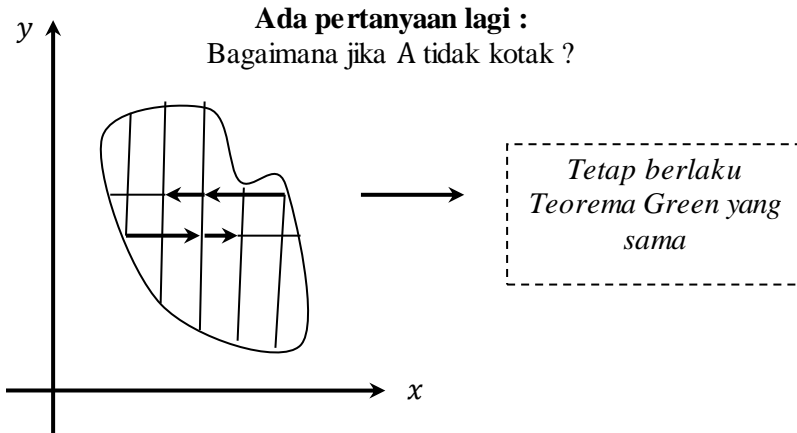 Ada pertanyaan lagi :
Bagaimana jika A tidak kotak ?
y
Tetap berlaku
Teorema Green yang
sama
x